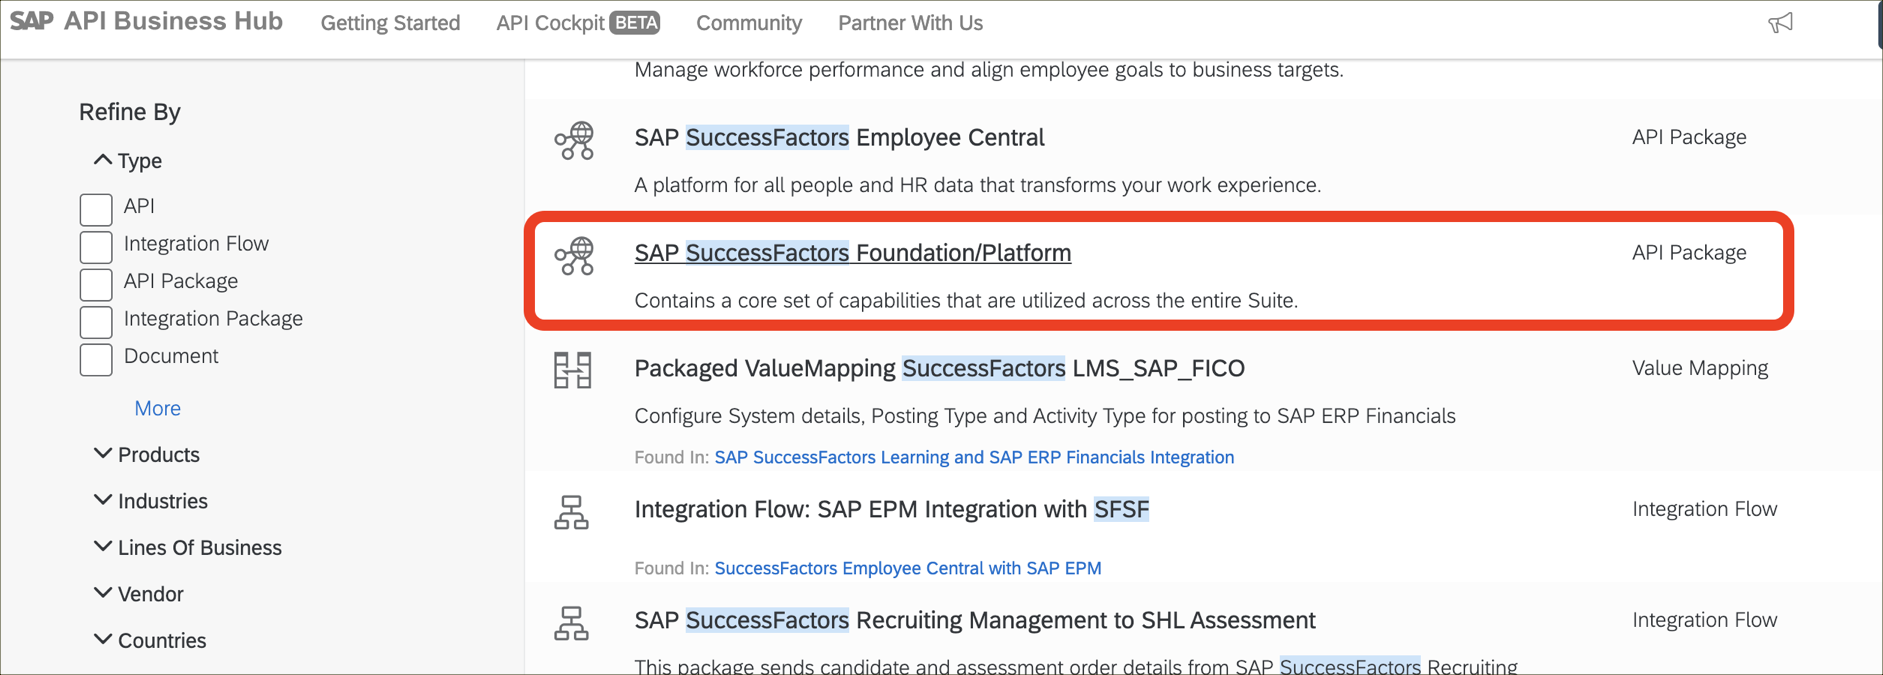 SAP API Business Hub Getting Started API Cockpit BETA Community Partner With Us
Refine By
Type
API
Integration Flow
API Package
Integration Package
Document
More
Products
Industries
Lines Of Business
Vendor
Countries
Manage workforce performance and align employee goals to business targets.
SAP SuccessFactors Employee Central API Package
A platform for all people and HR data that transforms your work experience.
SAP SuccessFactors Foundation/Platform API Package
Contains a core set of capabilities that are utilized across the entire Suite.
Packaged ValueMapping SuccessFactors LMS_SAP_FICO Value Mapping
Configure System details, Posting Type and Activity Type for posting to SAP ERP Financials
Found In: SAP SuccessFactors Learning and SAP ERP Financials Integration
Integration Flow: SAP EPM Integration with SFSF Integration Flow
Found In: SuccessFactors Employee Central with SAP EPM
SAP SuccessFactors Recruiting Management to SHL Assessment Integration Flow
This package sends candidate and assessment order details from SAP SuccessFactors Recruiting